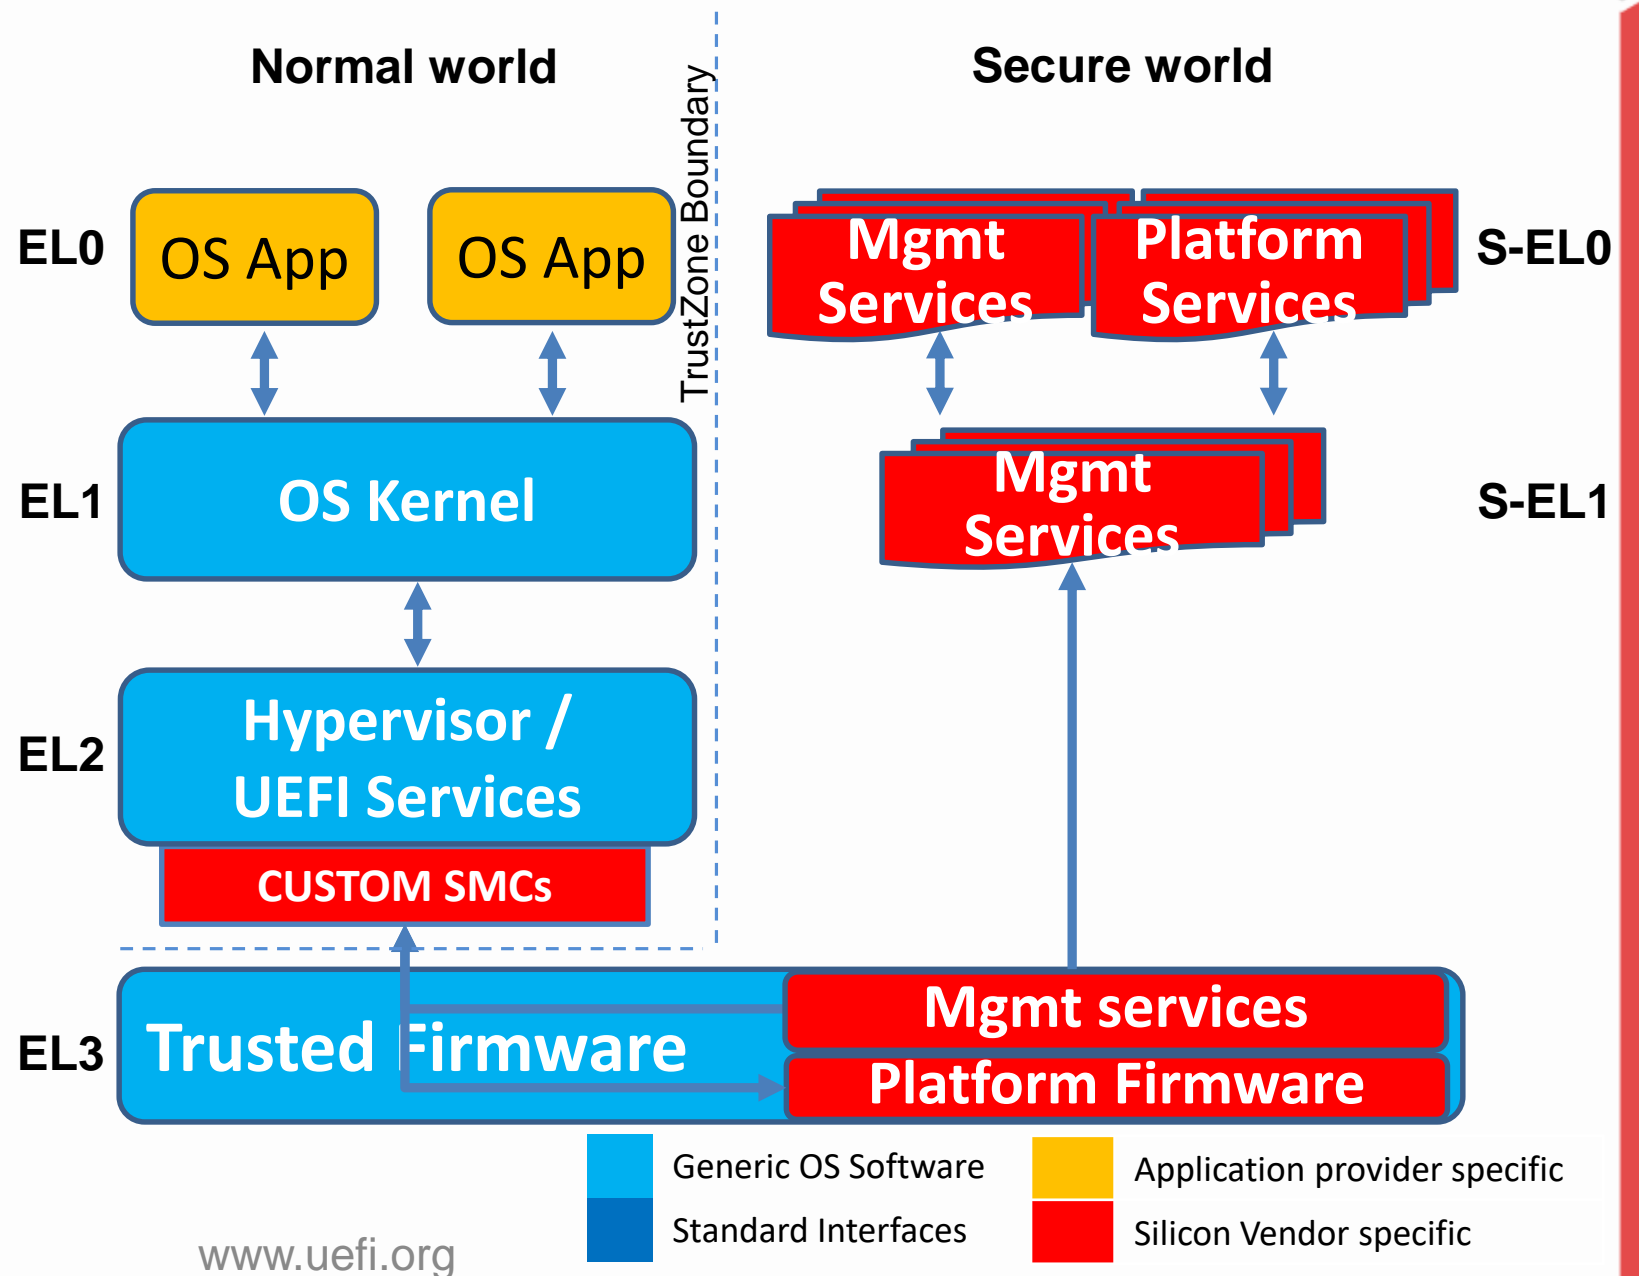 Normal world
Secure world
TrustZone Boundary
EL0
OS App
OS App
Mgmt
Services
Platform
Services
S-EL0
EL1
OS Kernel
Mgmt
Services
S-EL1
EL2
Hypervisor /
UEFI Services
CUSTOM SMCs
EL3
Trusted Firmware
Mgmt services
Platform Firmware
Generic OS Software
Application provider specific
Standard Interfaces
Silicon Vendor specific
www.uefi.org